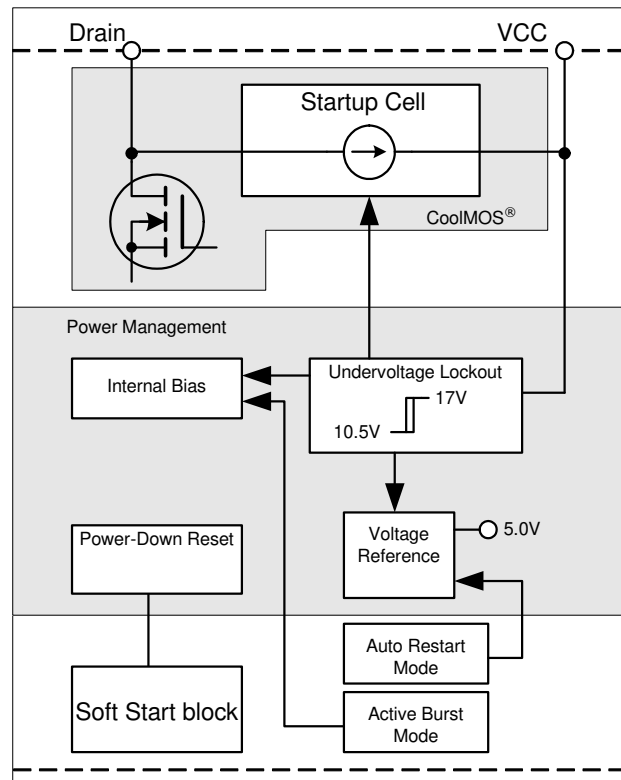 Drain
VCC
Startup Cell
CoolMOS®
Power Management
Internal Bias
Undervoltage Lockout
17V
10.5V
Power-Down Reset
Voltage
Reference
5.0V
Auto Restart
Mode
Soft Start block
Active Burst
Mode